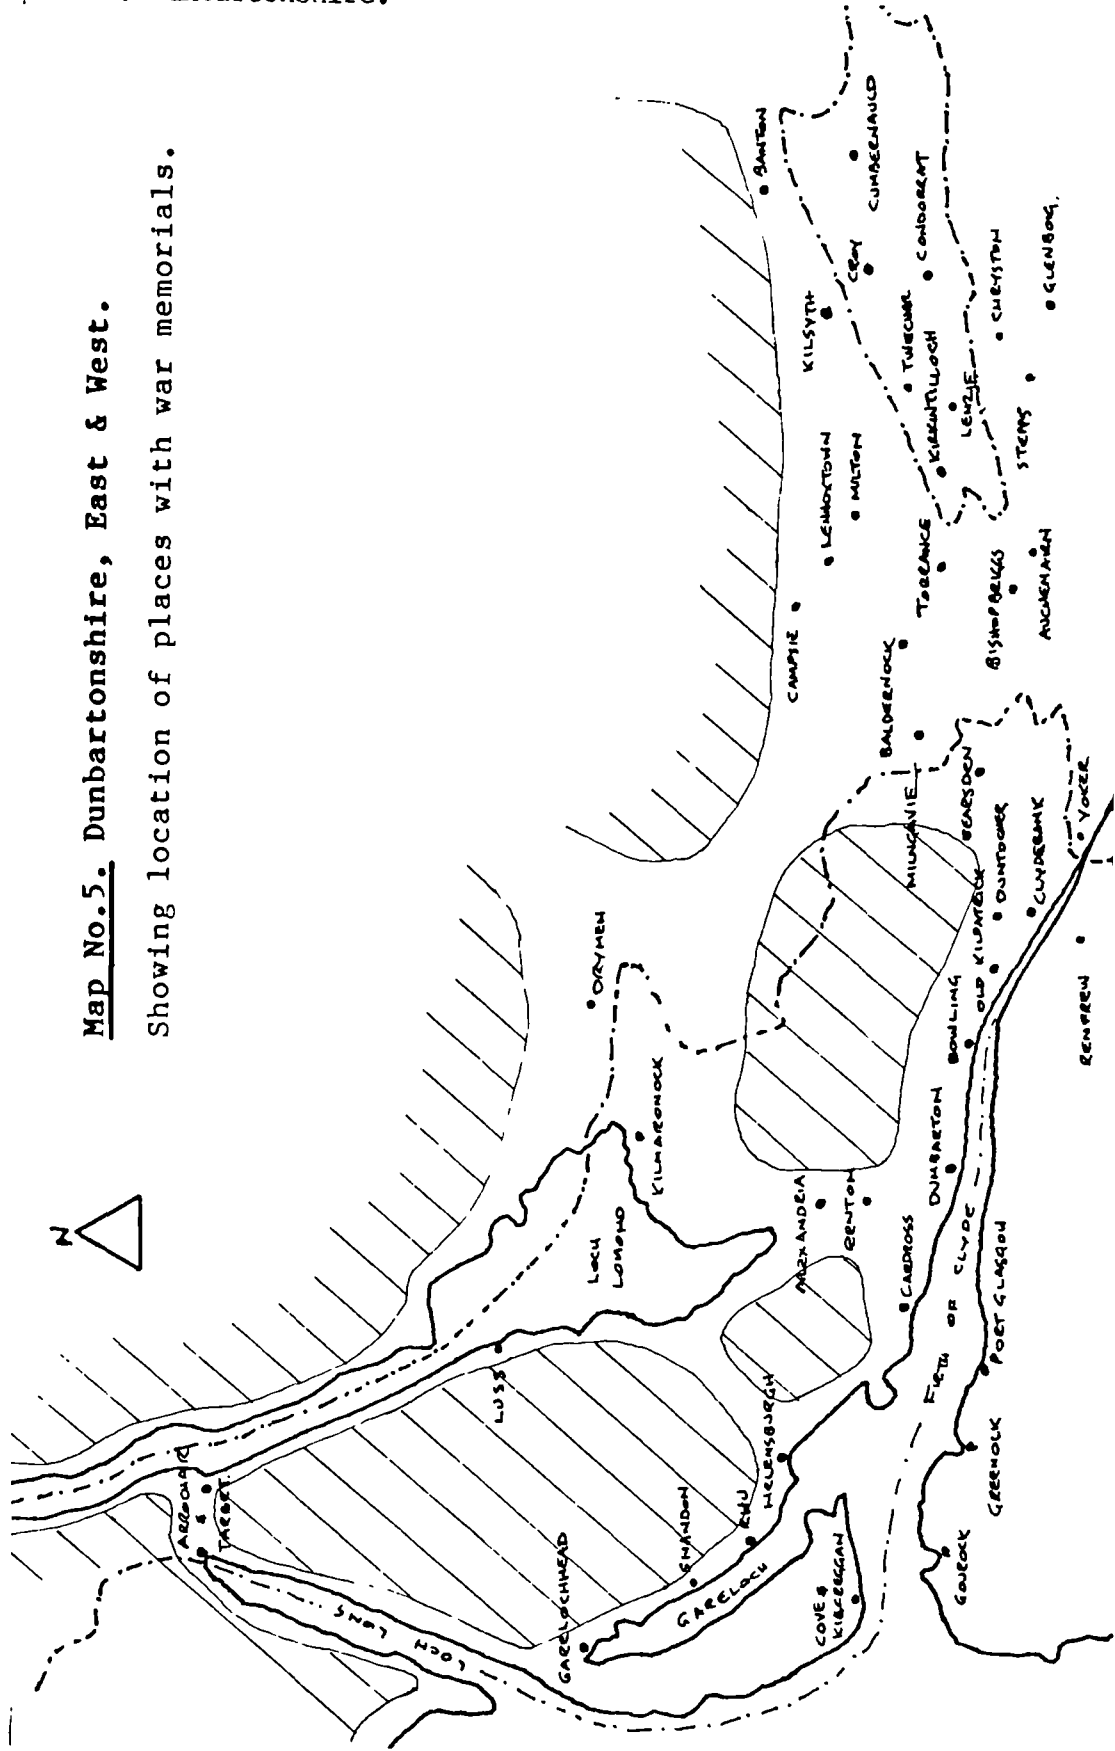 Map No.5. Dunbartonshire, East & West.
Showing location of places with war memorials.
N
ARROCHAR
&
TARBET
LOCH LONG
GARELOCHHEAD
SHANDON
RHU
GARELOCH
HELENSBURGH
COVE &
KILCREGGAN
LUSS
LOCH
LOMOND
KILMARONOCK
DRYMEN
ALEXANDRIA
RENTON
CARDROSS
DUMBARTON
FIRTH OF CLYDE
GOUROCK
GREENOCK
PORT GLASGOW
BOWLING
OLD KILPATRICK
DUNTOCHER
CLYDEBANK
YOKER
RENFREW
MILNGAVIE
BEARSDEN
BALDERNOCK
CAMPSIE
LENNOXTOWN
MILTON
TORRANCE
BISHOPBRIGGS
AUCHENAIRN
KILSYTH
BANTON
CROY
CUMBERNAULD
TWECHAR
CONDORRAT
KIRKINTILLOCH
LENZIE
CHRYSTON
STEPPS
GLENBOG.